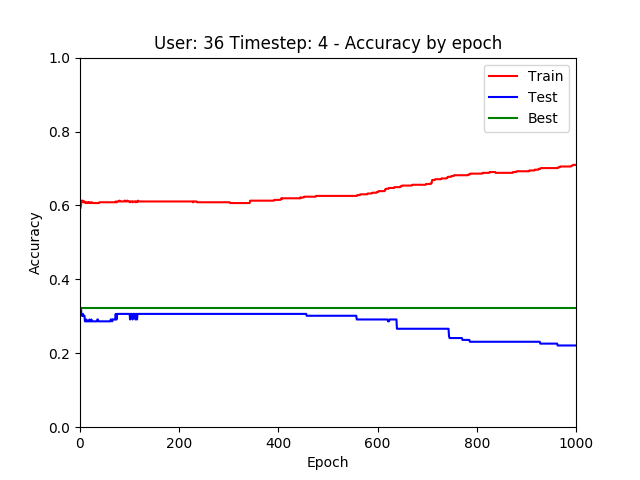 User: 36 Timestep: 4 - Accuracy by epoch
1.0
0.8
0.6
0.4
0.2
0.0
Accuracy
Train
Test
Best
0 200 400 600 800 1000
Epoch